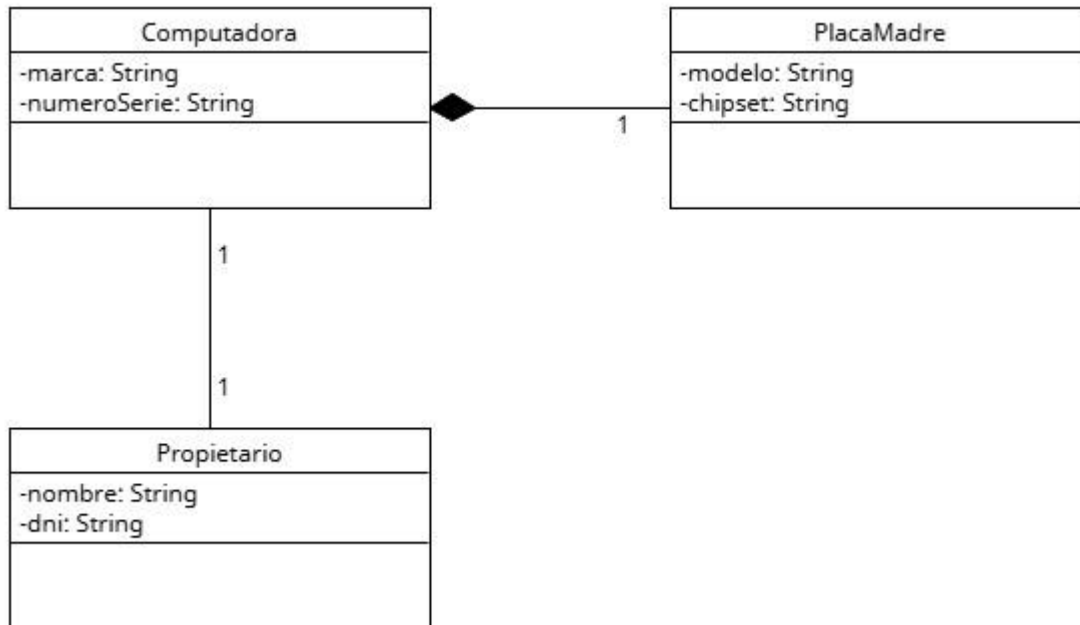 Computadora
-marca: String
-numeroSerie: String
PlacaMadre
-modelo: String
-chipset: String
1
1
1
Propietario
-nombre: String
-dni: String